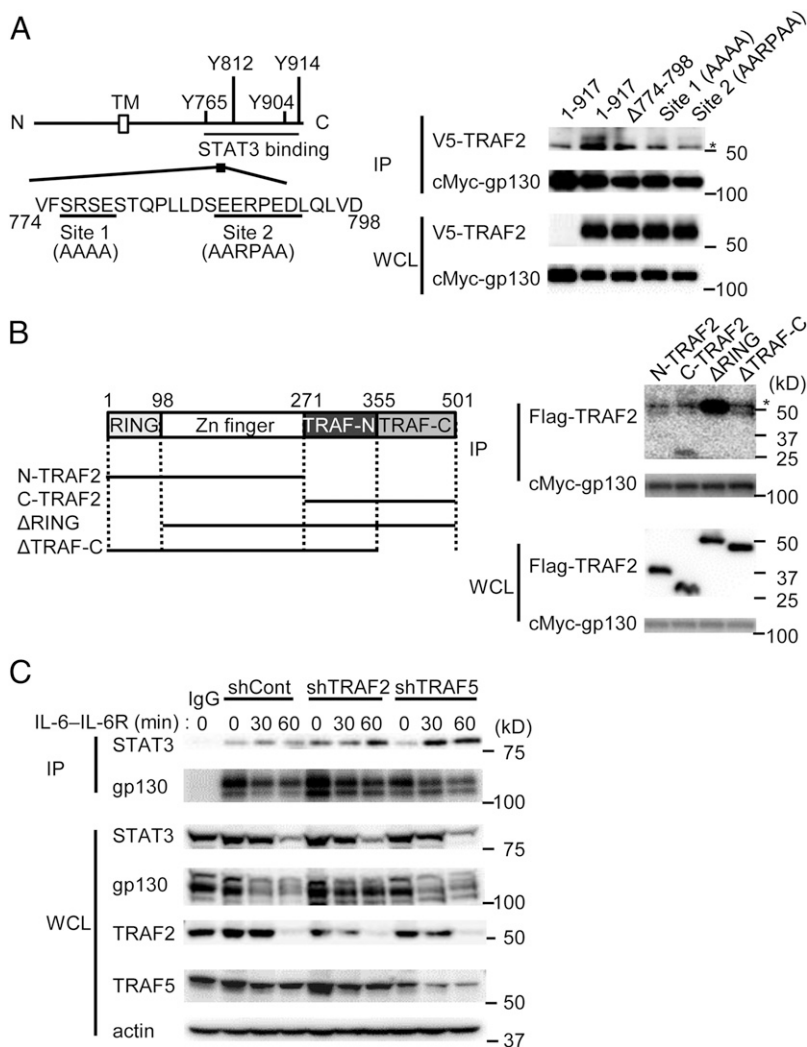 A
N
TM
Y765
Y812
Y904
Y914
C
STAT3 binding
774 VFSRSESTQPLLDSEERPEDLQLVD 798
Site 1
(AAAA)
Site 2
(AARPAA)
1-917
1-917
Δ774-798
Site 1 (AAAA)
Site 2 (AARPAA)
IP
V5-TRAF2
*
50
cMyc-gp130
100
WCL
V5-TRAF2
50
cMyc-gp130
100
B
1 98 271 355 501
RING Zn finger TRAF-N TRAF-C
N-TRAF2
C-TRAF2
ΔRING
ΔTRAF-C
N-TRAF2
C-TRAF2
ΔRING
ΔTRAF-C
(kD)
IP
Flag-TRAF2
*
50
37
25
cMyc-gp130
100
WCL
Flag-TRAF2
50
37
25
cMyc-gp130
100
C
IgG shCont shTRAF2 shTRAF5
IL-6–IL-6R (min) : 0 0 30 60 0 30 60 0 30 60 (kD)
IP
STAT3
75
gp130
100
WCL
STAT3
75
gp130
100
TRAF2
50
TRAF5
50
actin
37